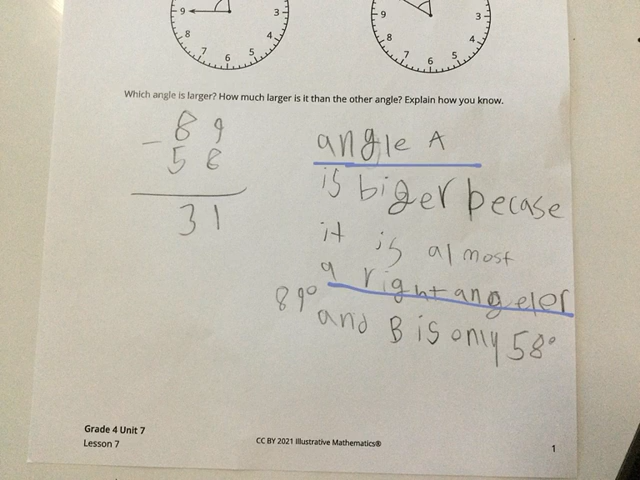 9 3
8 4
7 6 5
9 3
8 4
7 6 5
Which angle is larger? How much larger is it than the other angle? Explain how you know.
89
- 58
31
angle A
is biger becase
it is almost
a right angeler
89°
and B is only 58°
Grade 4 Unit 7
Lesson 7
CC BY 2021 Illustrative Mathematics®
1